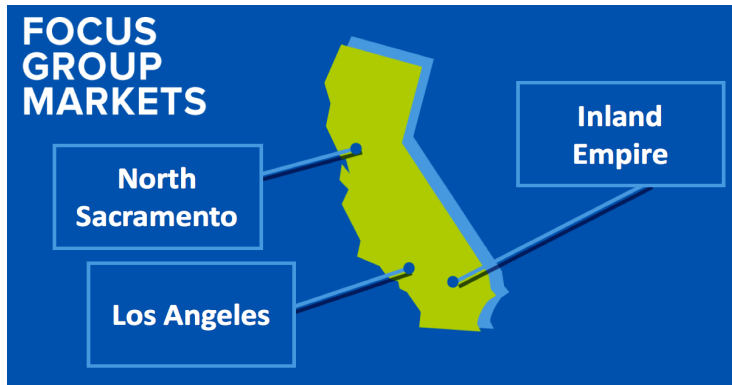 FOCUS
GROUP
MARKETS
North
Sacramento
Los Angeles
Inland
Empire